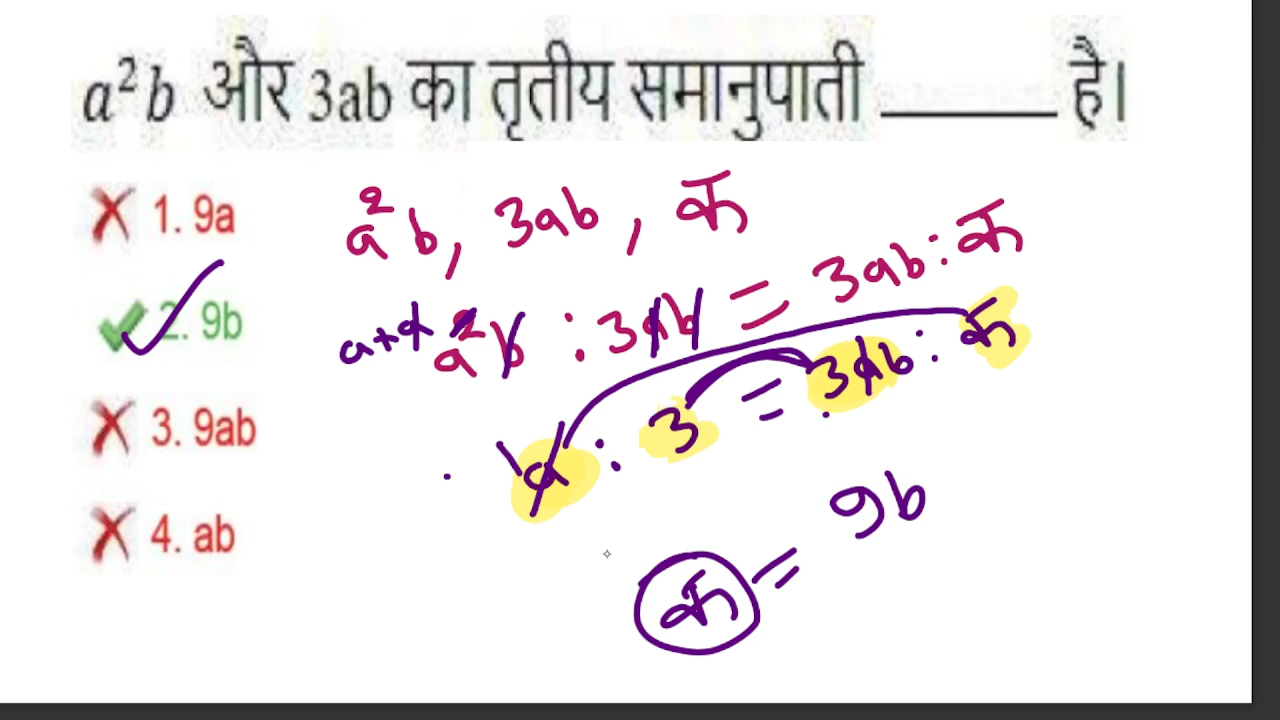 a²b और 3ab का तृतीय समानुपाती ______ है।
1. 9a
2. 9b
3. 9ab
4. ab
a²b, 3ab, क
a²b : 3ab = 3ab : क
a×a
a : 3 = 3ab : क
क = 9b